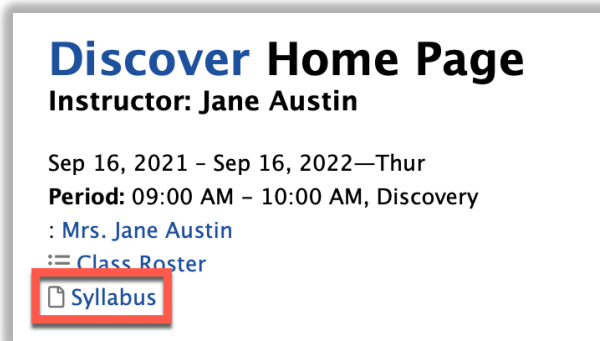 Discover Home Page
Instructor: Jane Austin
Sep 16, 2021 – Sep 16, 2022—Thur
Period: 09:00 AM – 10:00 AM, Discovery
: Mrs. Jane Austin
Class Roster
Syllabus